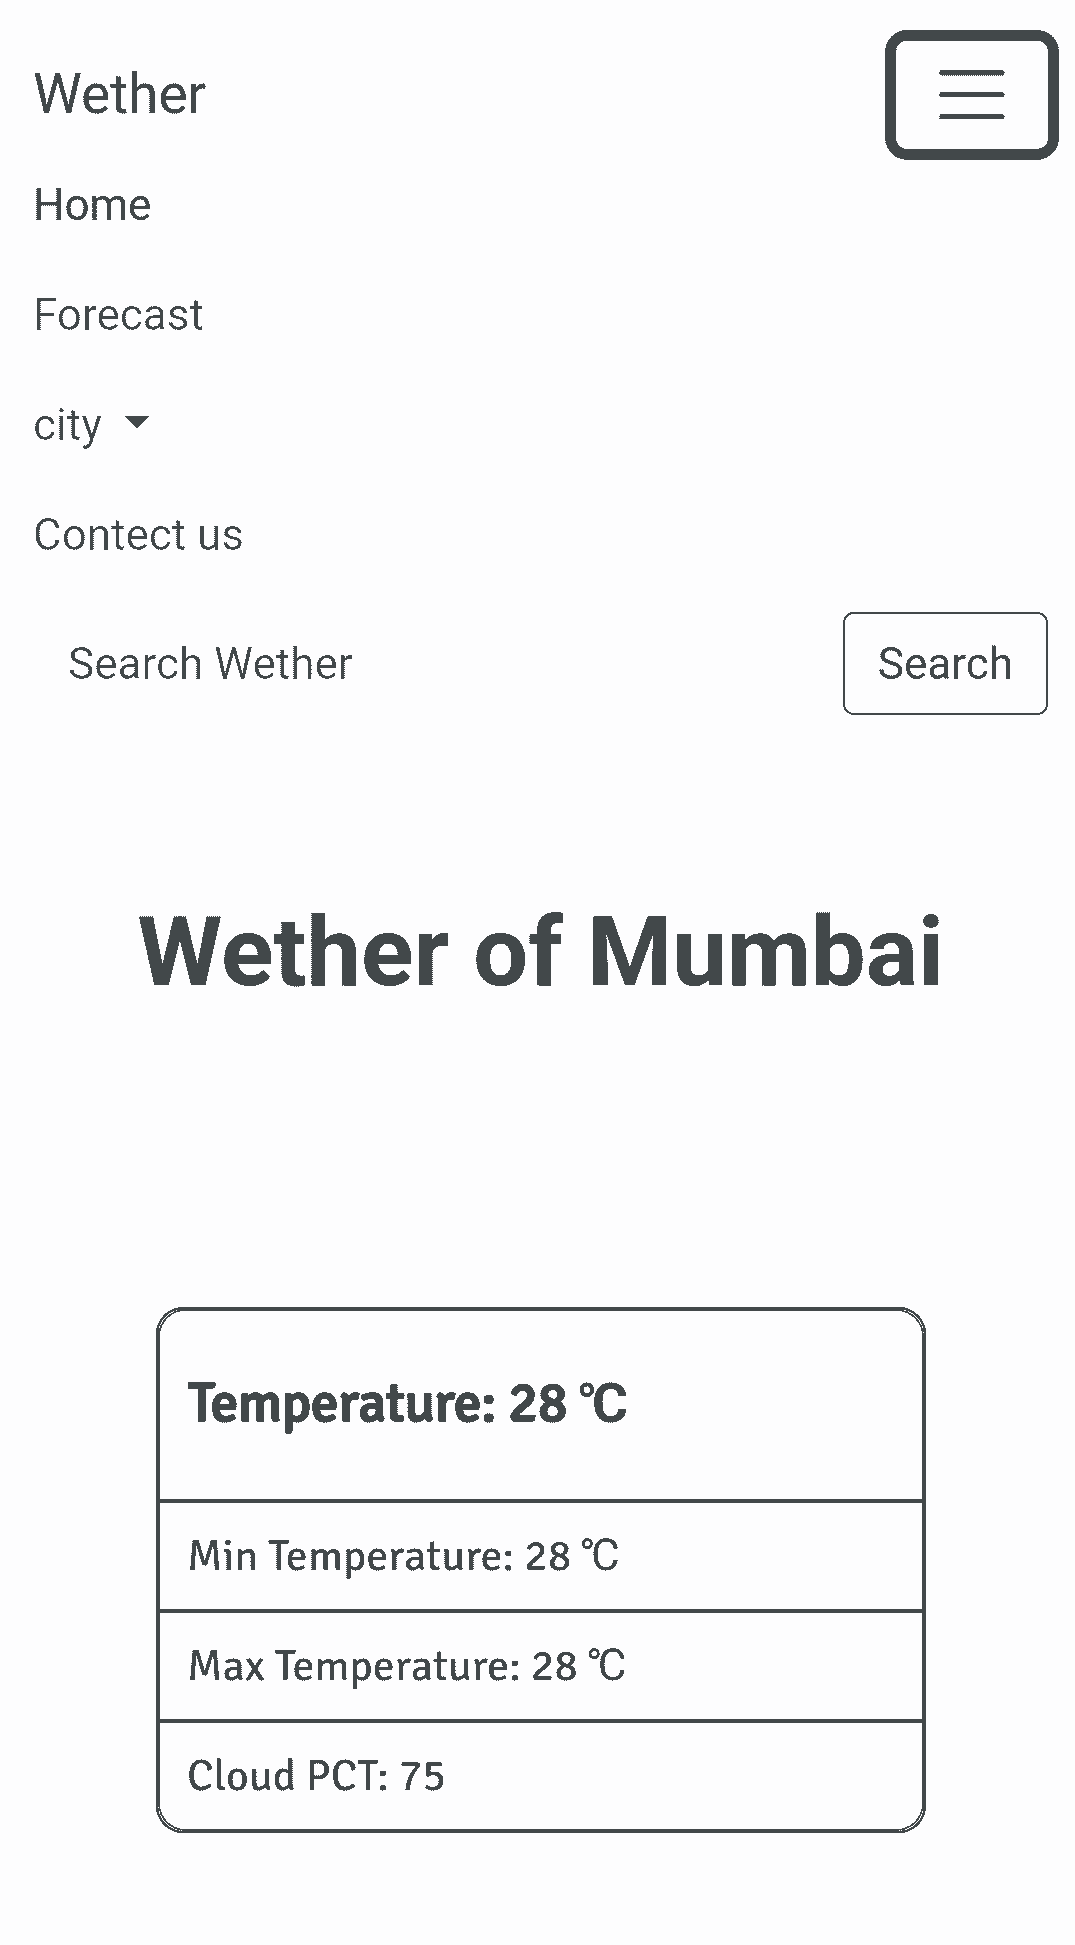 Wether
Home
Forecast
city
Contect us
Search Wether
Search
Wether of Mumbai
Temperature: 28 °C
Min Temperature: 28 °C
Max Temperature: 28 °C
Cloud PCT: 75